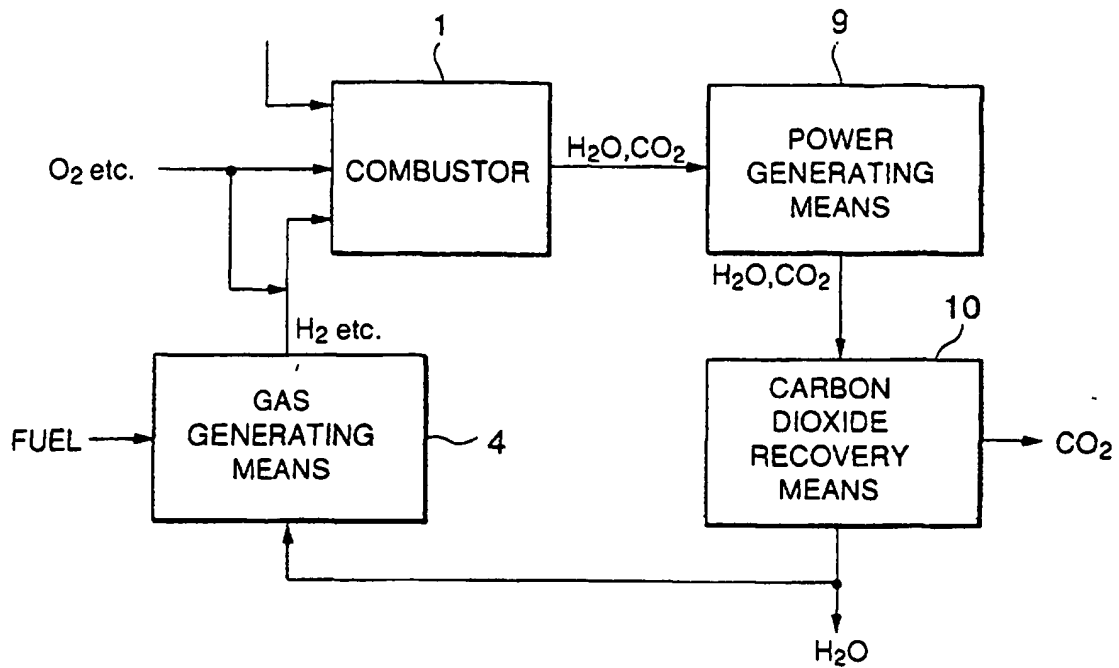 1
9
COMBUSTOR
POWER
GENERATING
MEANS
O₂ etc.
H₂O,CO₂
H₂O,CO₂
H₂ etc.
10
GAS
GENERATING
MEANS
FUEL
4
CARBON
DIOXIDE
RECOVERY
MEANS
CO₂
H₂O